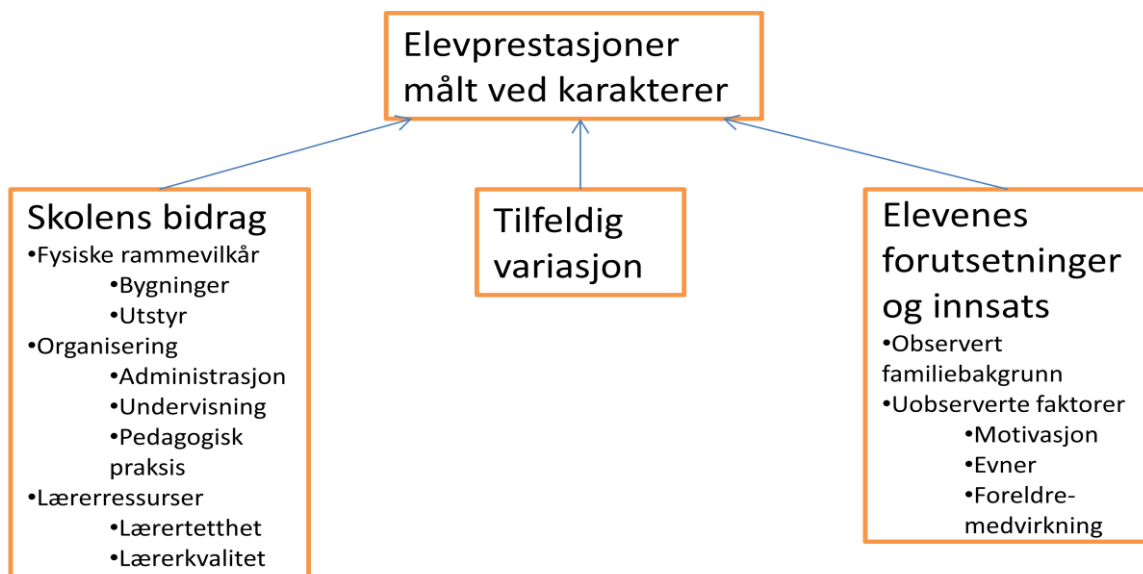 Elevprestasjoner
målt ved karakterer
Skolens bidrag
•Fysiske rammevilkår
•Bygninger
•Utstyr
•Organisering
•Administrasjon
•Undervisning
•Pedagogisk
praksis
•Lærerressurser
•Lærertetthet
•Lærerkvalitet
Tilfeldig
variasjon
Elevenes
forutsetninger
og innsats
•Observert
familiebakgrunn
•Uobserverte faktorer
•Motivasjon
•Evner
•Foreldre-
medvirkning